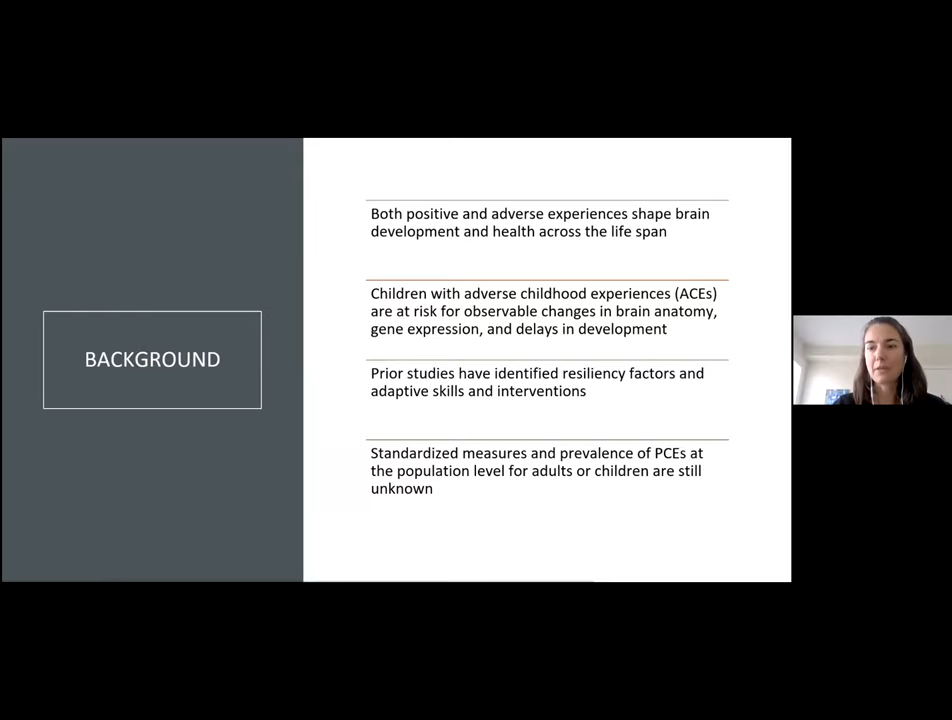 BACKGROUND
Both positive and adverse experiences shape brain
development and health across the life span
Children with adverse childhood experiences (ACEs)
are at risk for observable changes in brain anatomy,
gene expression, and delays in development
Prior studies have identified resiliency factors and
adaptive skills and interventions
Standardized measures and prevalence of PCEs at
the population level for adults or children are still
unknown